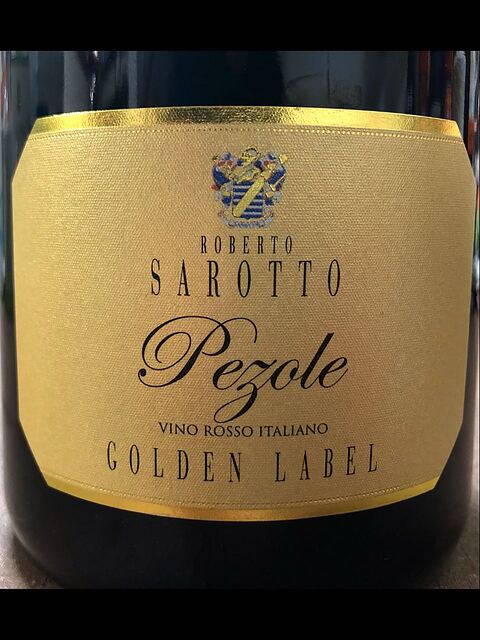 ROBERTO
SAROTTO
Pezole
VINO ROSSO ITALIANO
GOLDEN LABEL